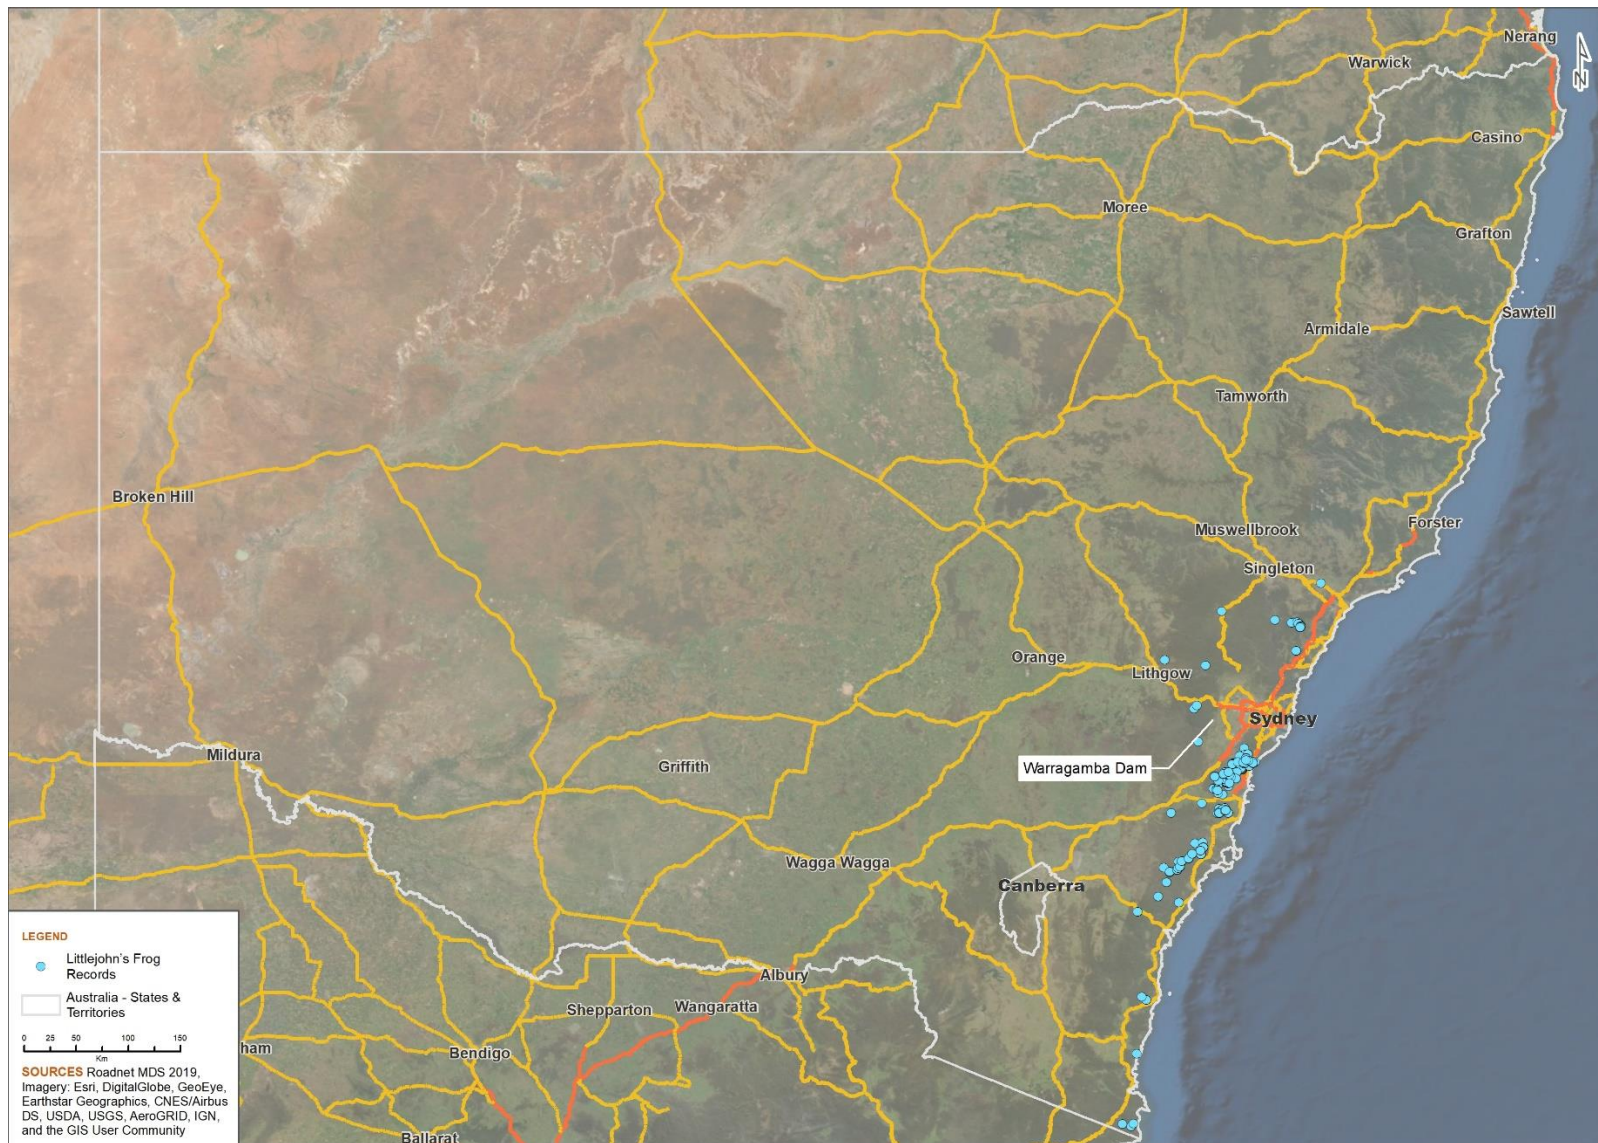 Nerang
Warwick
N
Casino
Moree
Grafton
Sawtell
Armidale
Tamworth
Broken Hill
Forster
Muswellbrook
Singleton
Orange
Lithgow
Sydney
Mildura
Griffith
Warragamba Dam
Wagga Wagga
Canberra
Albury
Shepparton
Wangaratta
ham
Bendigo
Ballarat
LEGEND
Littlejohn's Frog
Records
Australia - States &
Territories
0 25 50 100 150
Km
SOURCES Roadnet MDS 2019,
Imagery: Esri, DigitalGlobe, GeoEye,
Earthstar Geographics, CNES/Airbus
DS, USDA, USGS, AeroGRID, IGN,
and the GIS User Community